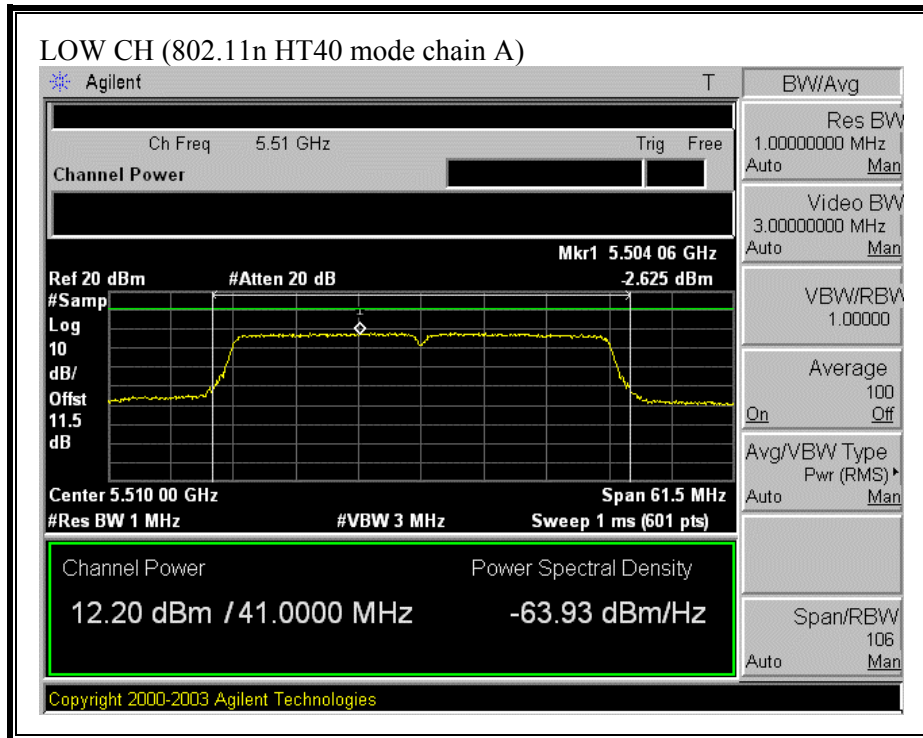 LOW CH (802.11n HT40 mode chain A)
Agilent T
BW/Avg
Ch Freq 5.51 GHz Trig Free
Channel Power
Mkr1 5.504 06 GHz
Ref 20 dBm #Atten 20 dB -2.625 dBm
#Samp
Log
10
dB/
Offst
11.5
dB
1
Center 5.510 00 GHz Span 61.5 MHz
#Res BW 1 MHz #VBW 3 MHz Sweep 1 ms (601 pts)
Channel Power Power Spectral Density
12.20 dBm / 41.0000 MHz -63.93 dBm/Hz
Copyright 2000-2003 Agilent Technologies
Res BW
1.00000000 MHz
Auto Man
Video BW
3.00000000 MHz
Auto Man
VBW/RBW
1.00000
Average
100
On Off
Avg/VBW Type
Pwr (RMS)
Auto Man
Span/RBW
106
Auto Man